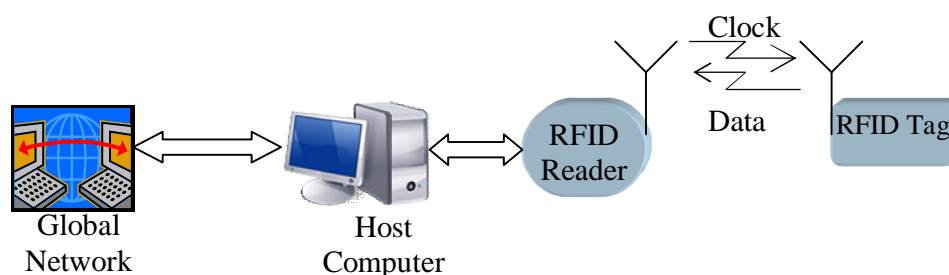 Clock
Data
RFID
Reader
RFID Tag
Global
Network
Host
Computer